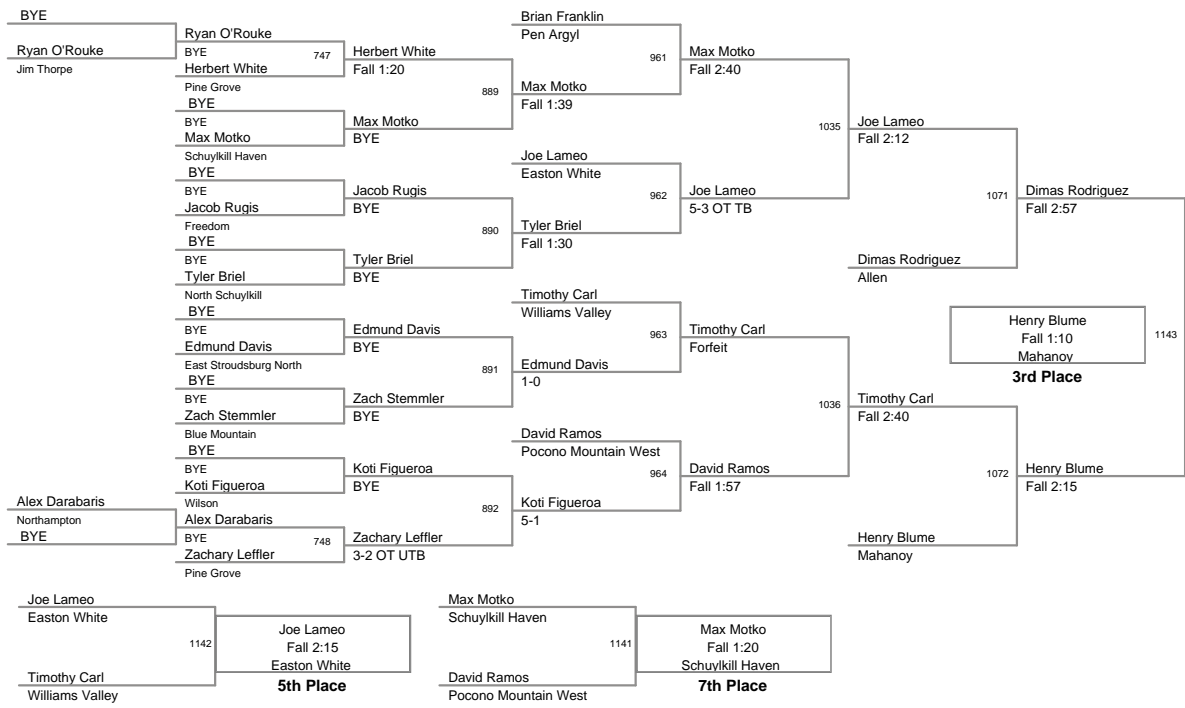 BYE
Ryan O'Rouke
Jim Thorpe
Alex Darabaris
Northampton
BYE
Ryan O'Rouke
BYE
747
Herbert White
Pine Grove
BYE
BYE
Max Motko
Schuylkill Haven
BYE
BYE
Jacob Rugis
Freedom
BYE
BYE
Tyler Briel
North Schuylkill
BYE
BYE
Edmund Davis
East Stroudsburg North
BYE
BYE
Zach Stemmler
Blue Mountain
BYE
BYE
Koti Figueroa
Wilson
Alex Darabaris
BYE
748
Zachary Leffler
Pine Grove
Herbert White
Fall 1:20
889
Max Motko
BYE
Jacob Rugis
BYE
890
Tyler Briel
BYE
Edmund Davis
BYE
891
Zach Stemmler
BYE
Koti Figueroa
BYE
892
Zachary Leffler
3-2 OT UTB
Brian Franklin
Pen Argyl
961
Max Motko
Fall 1:39
Joe Lameo
Easton White
962
Tyler Briel
Fall 1:30
Timothy Carl
Williams Valley
963
Edmund Davis
1-0
David Ramos
Pocono Mountain West
964
Koti Figueroa
5-1
Max Motko
Fall 2:40
1035
Joe Lameo
5-3 OT TB
Timothy Carl
Forfeit
1036
David Ramos
Fall 1:57
Joe Lameo
Fall 2:12
1071
Dimas Rodriguez
Allen
Timothy Carl
Fall 2:40
1072
Henry Blume
Mahanoy
Dimas Rodriguez
Fall 2:57
1143
Henry Blume
Fall 2:15
Henry Blume
Fall 1:10
Mahanoy
3rd Place
Joe Lameo
Easton White
1142
Timothy Carl
Williams Valley
Joe Lameo
Fall 2:15
Easton White
5th Place
Max Motko
Schuylkill Haven
1141
David Ramos
Pocono Mountain West
Max Motko
Fall 1:20
Schuylkill Haven
7th Place